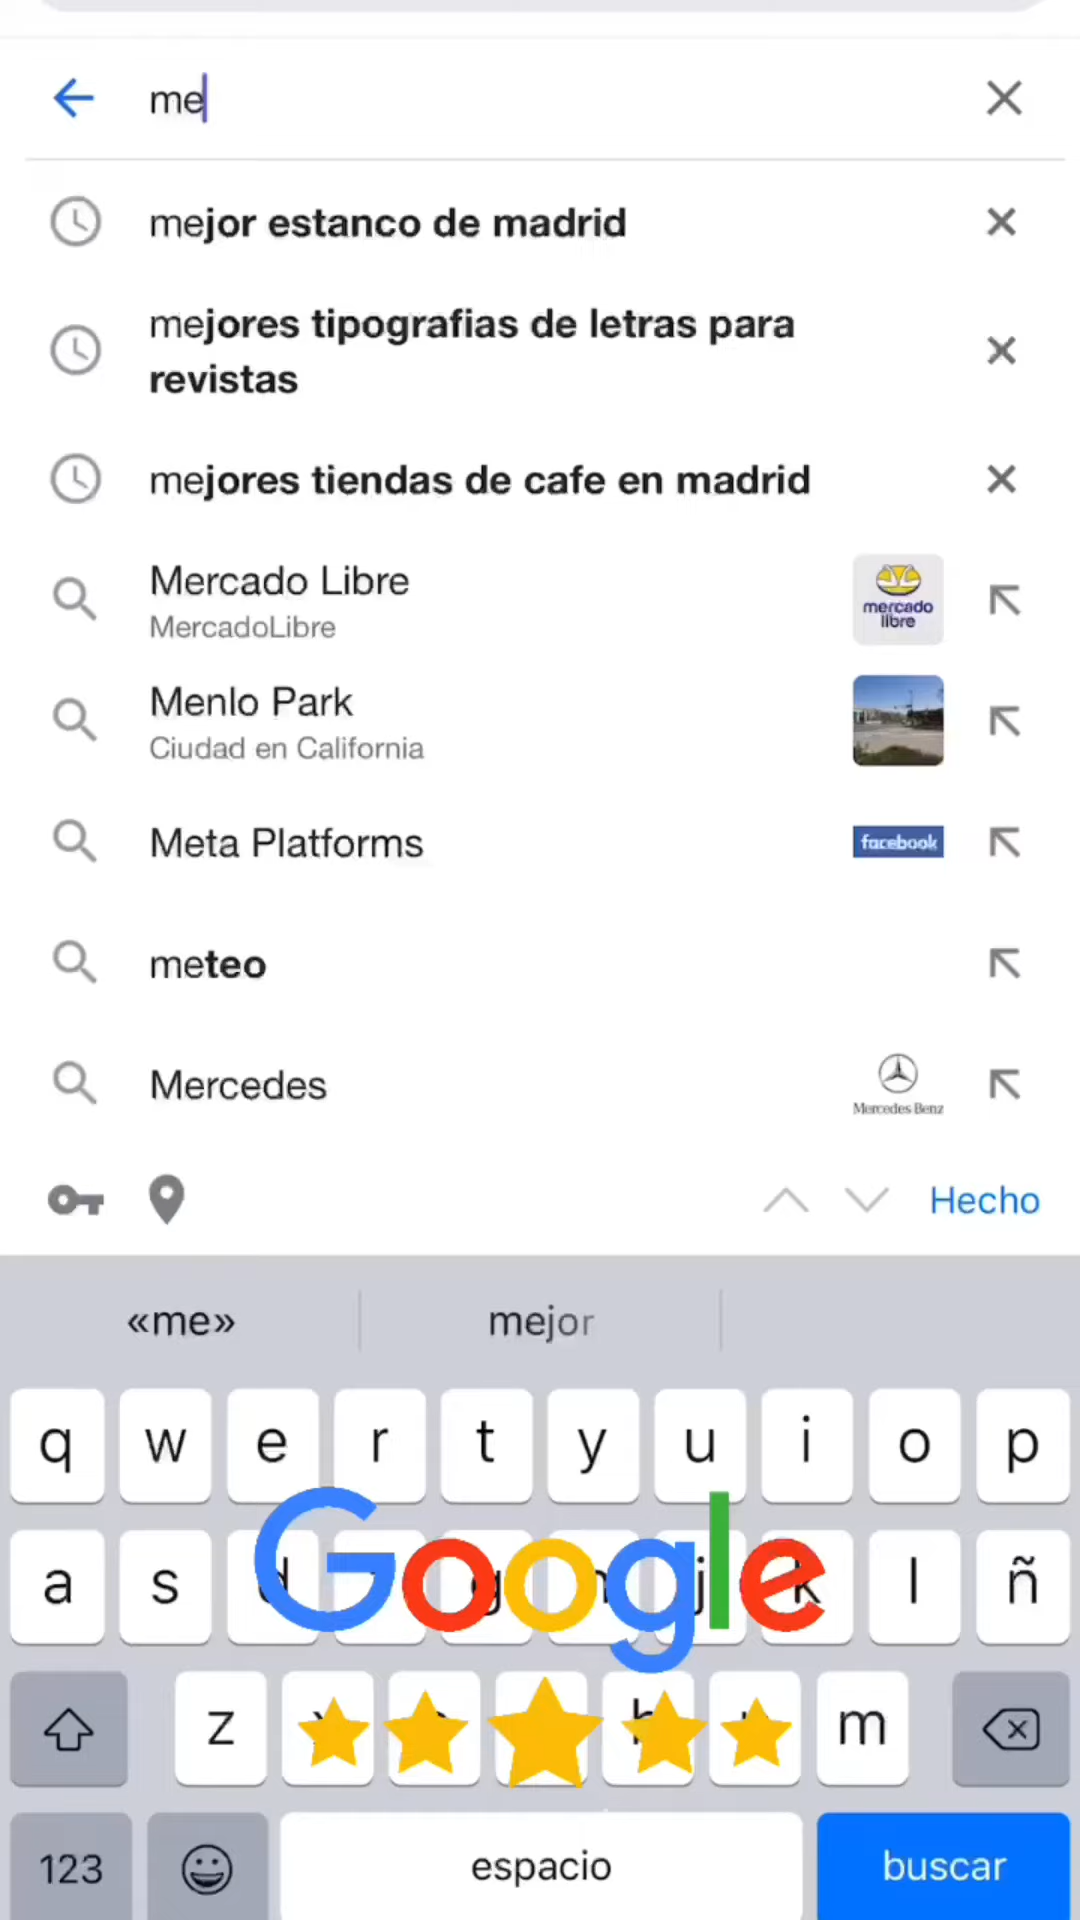 me
mejor estanco de madrid
mejores tipografias de letras para
revistas
mejores tiendas de cafe en madrid
Mercado Libre
MercadoLibre
mercado
libre
Menlo Park
Ciudad en California
Meta Platforms
facebook
meteo
Mercedes
Mercedes Benz
Hecho
«me»
mejor
q w e r t y u i o p
a s d g j k l ñ
Google
z m
123
espacio
buscar